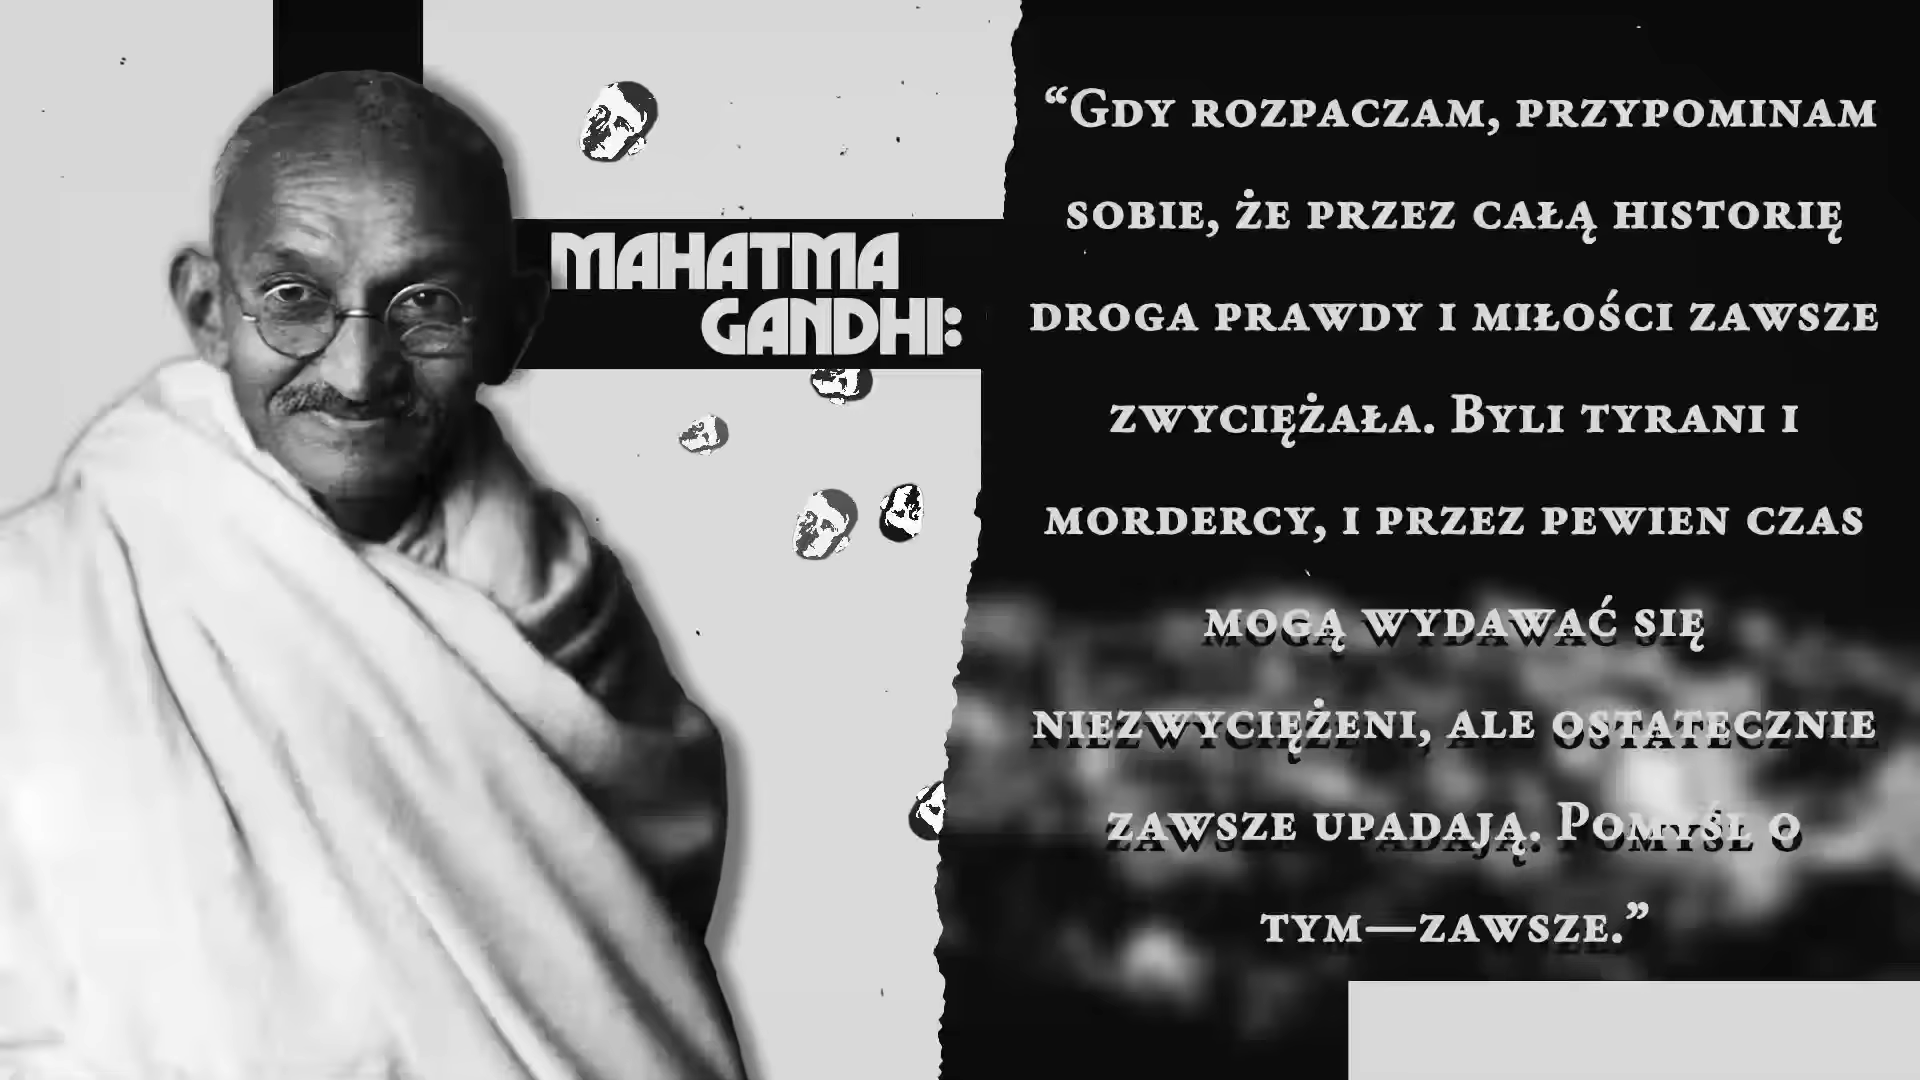 MAHATMA
GANDHI:
“Gdy rozpaczam, przypominam
sobie, że przez całą historię
droga prawdy i miłości zawsze
zwyciężała. Byli tyrani i
mordercy, i przez pewien czas
mogą wydawać się
niezwyciężeni, ale ostatecznie
zawsze upadają. Pomyśl o
tym—zawsze.”